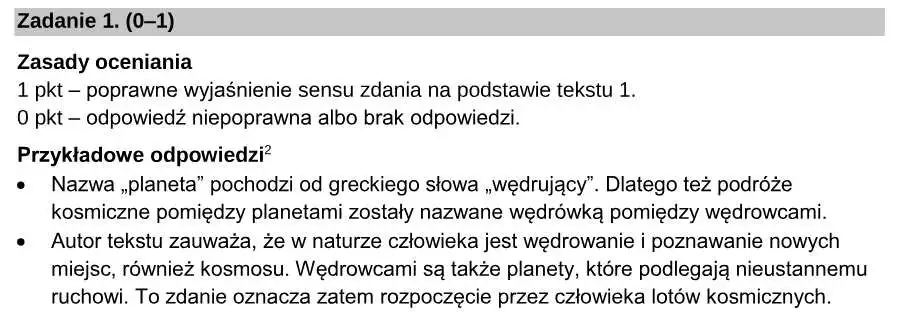 Zadanie 1. (0–1)
Zasady oceniania
1 pkt – poprawne wyjaśnienie sensu zdania na podstawie tekstu 1.
0 pkt – odpowiedź niepoprawna albo brak odpowiedzi.
Przykładowe odpowiedzi²
• Nazwa „planeta” pochodzi od greckiego słowa „wędrujący”. Dlatego też podróże
kosmiczne pomiędzy planetami zostały nazwane wędrówką pomiędzy wędrowcami.
• Autor tekstu zauważa, że w naturze człowieka jest wędrowanie i poznawanie nowych
miejsc, również kosmosu. Wędrowcami są także planety, które podlegają nieustannemu
ruchowi. To zdanie oznacza zatem rozpoczęcie przez człowieka lotów kosmicznych.